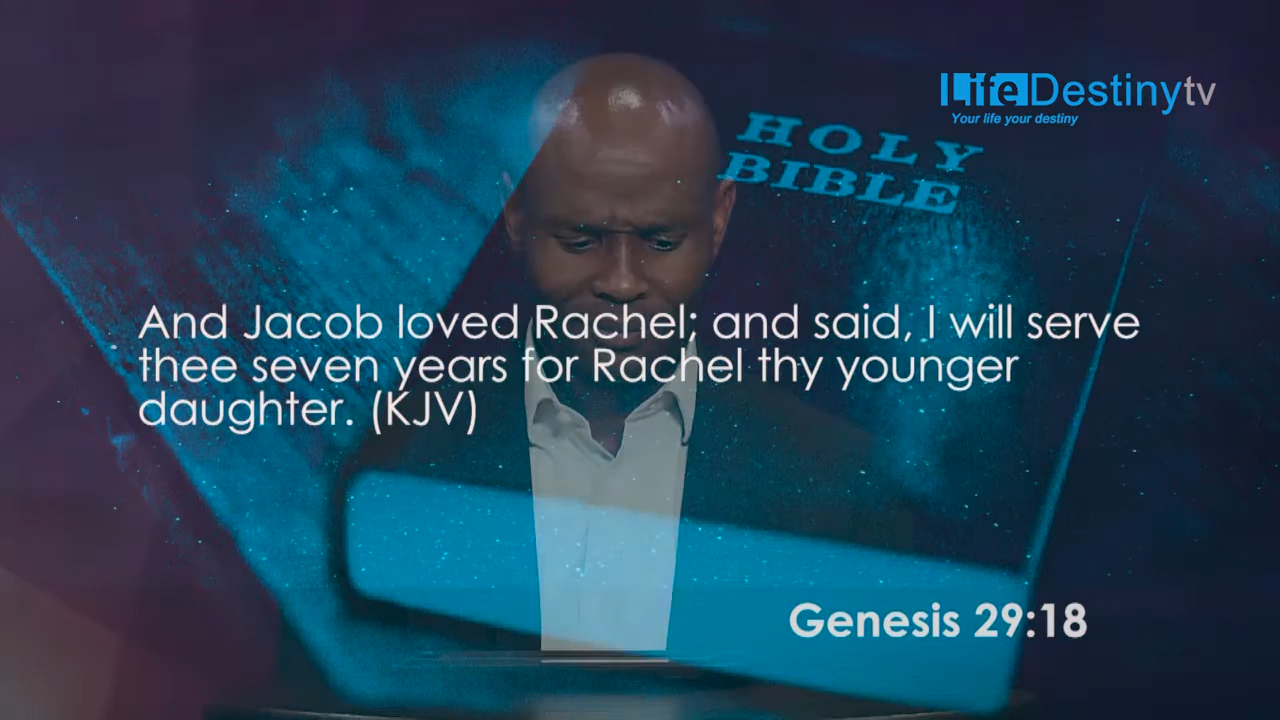 LifeDestinytv
Your life your destiny
HOLY
BIBLE
And Jacob loved Rachel; and said, I will serve
thee seven years for Rachel thy younger
daughter. (KJV)
Genesis 29:18